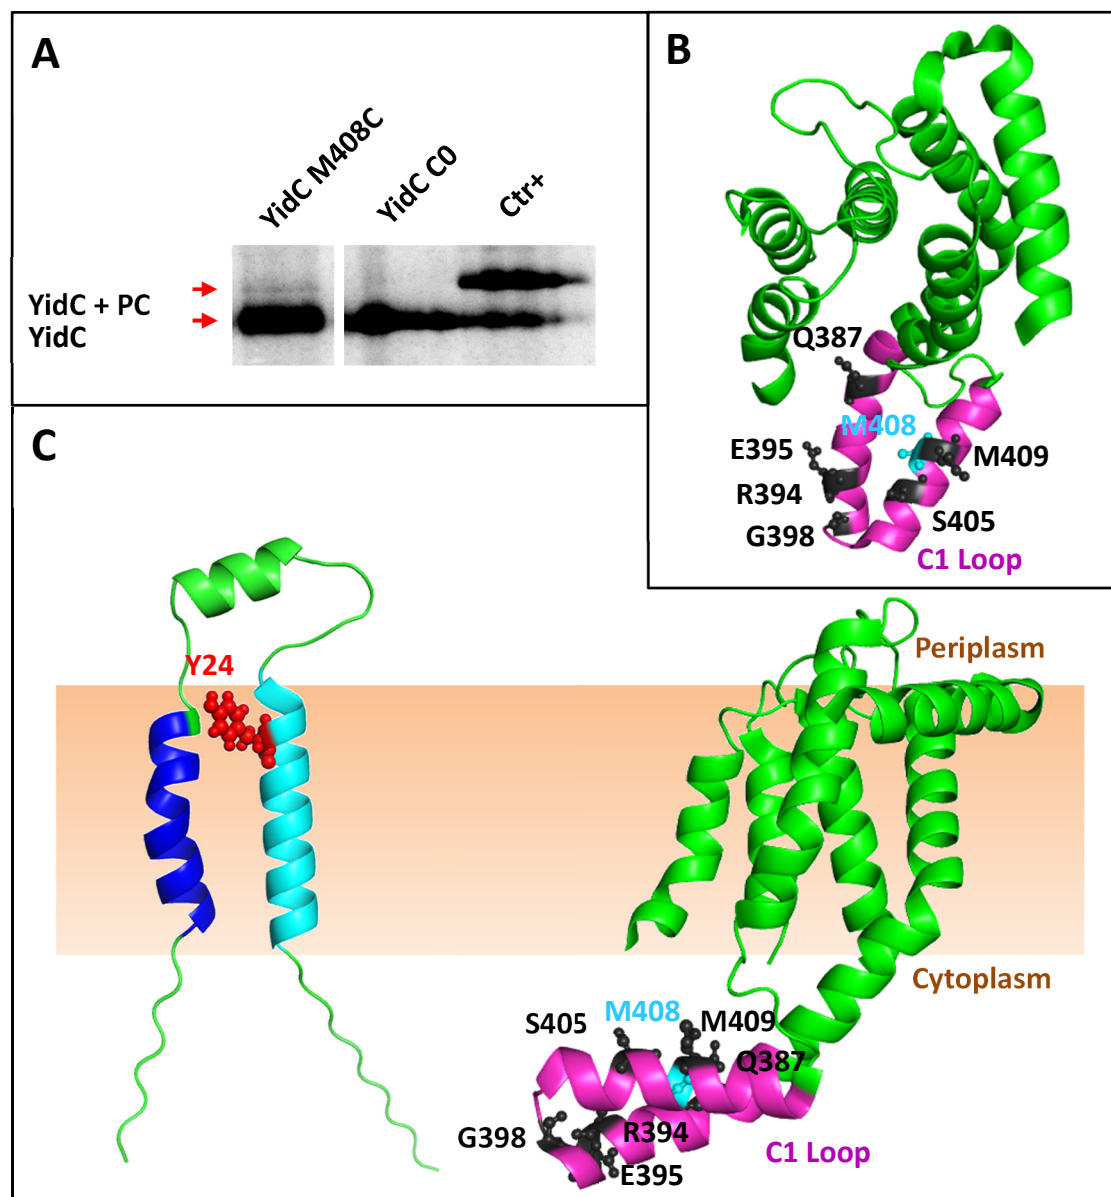 A
YidC M408C
YidC C0
Ctr+
YidC + PC
YidC
B
Q387
M408
E395
M409
R394
S405
G398
C1 Loop
C
Y24
Periplasm
Cytoplasm
M408
S405
M409
Q387
G398
R394
C1 Loop
E395